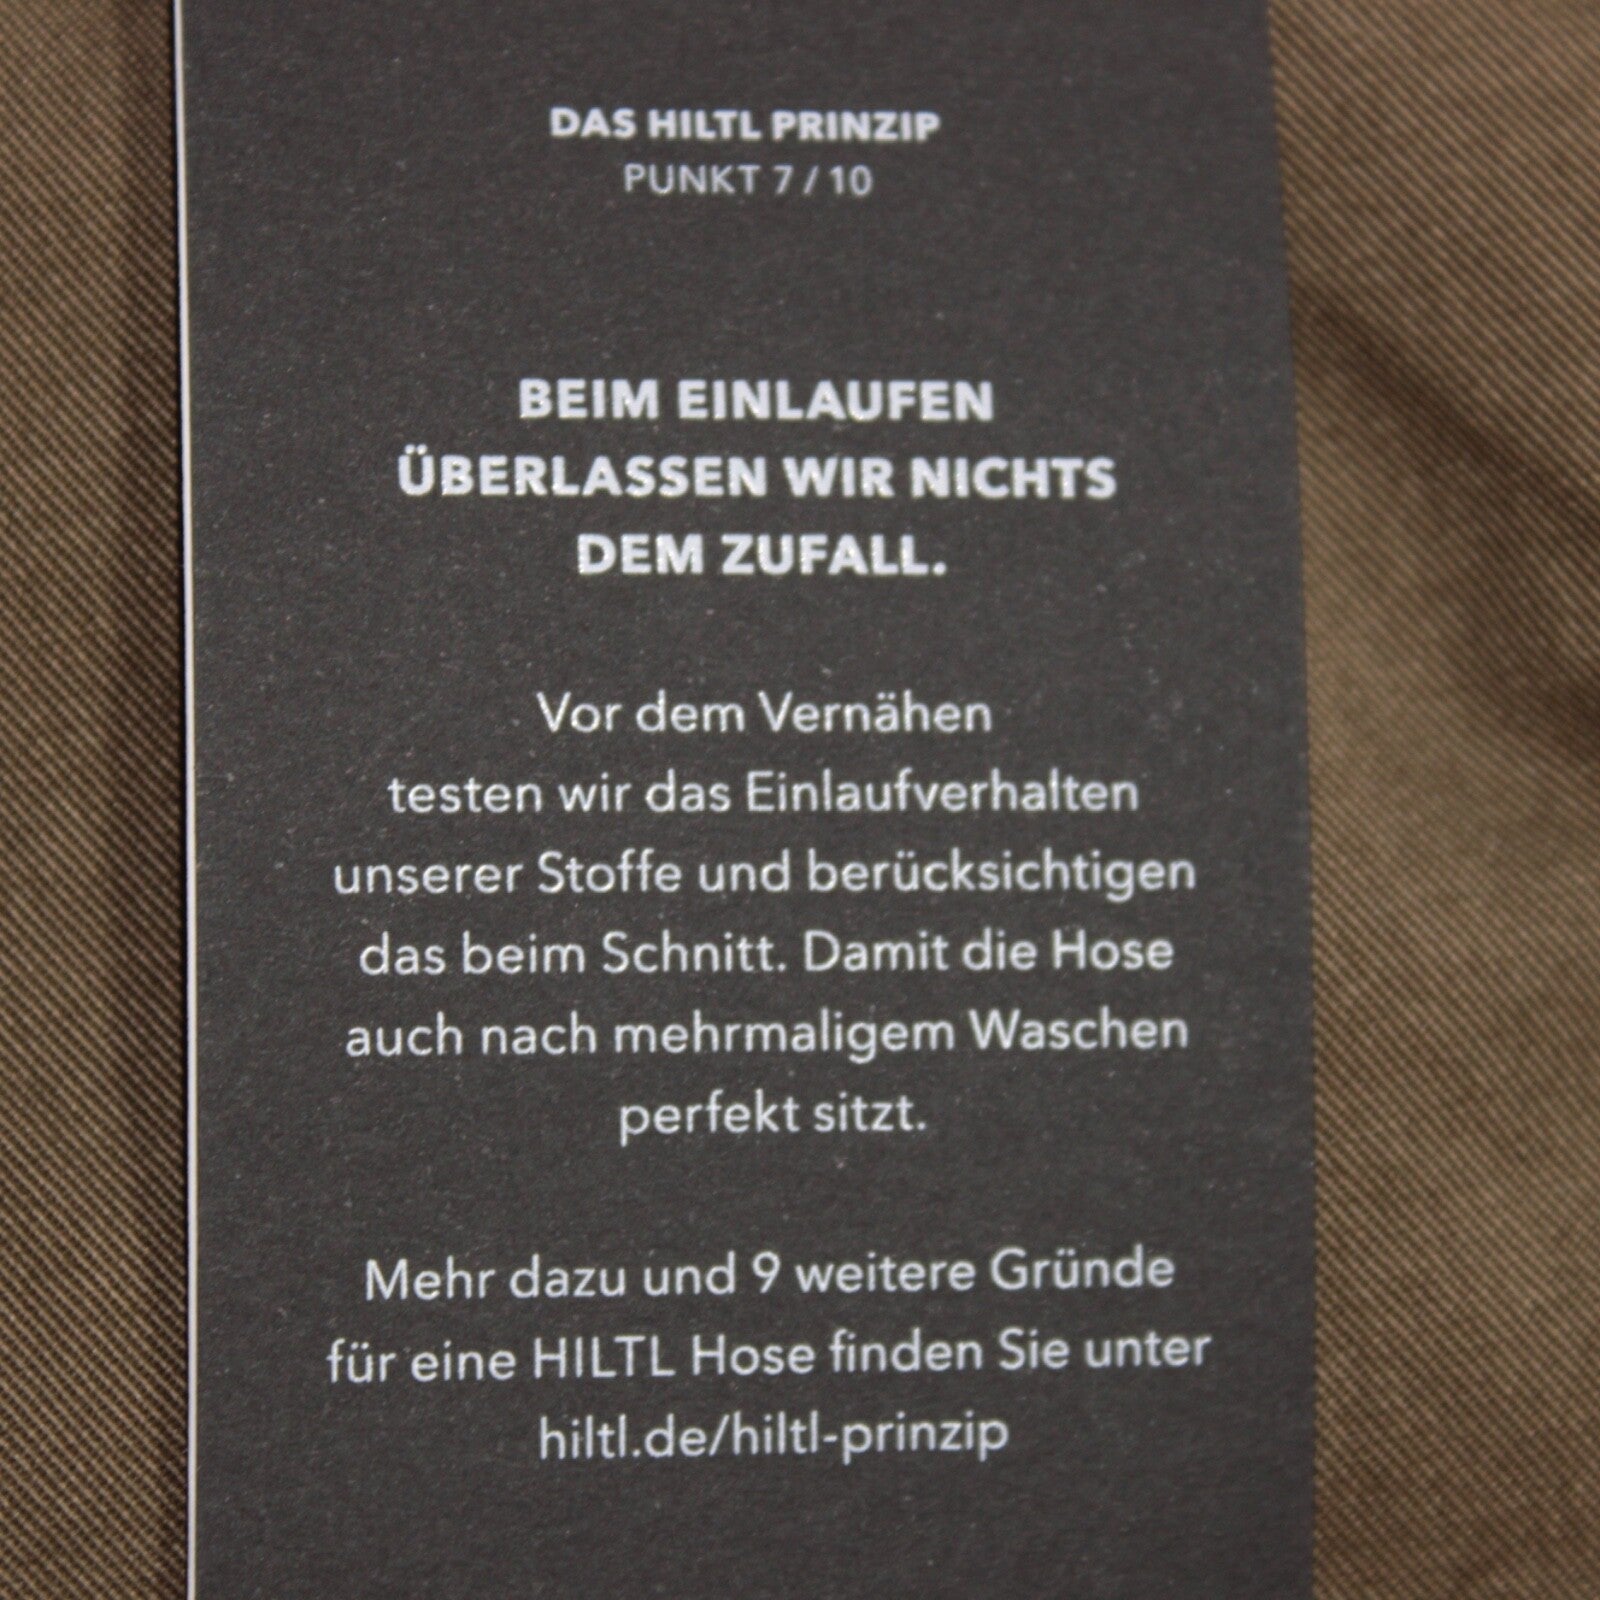 DAS HILTL PRINZIP
PUNKT 7 / 10
BEIM EINLAUFEN
ÜBERLASSEN WIR NICHTS
DEM ZUFALL.
Vor dem Vernähen
testen wir das Einlaufverhalten
unserer Stoffe und berücksichtigen
das beim Schnitt. Damit die Hose
auch nach mehrmaligem Waschen
perfekt sitzt.
Mehr dazu und 9 weitere Gründe
für eine HILTL Hose finden Sie unter
hiltl.de/hiltl-prinzip